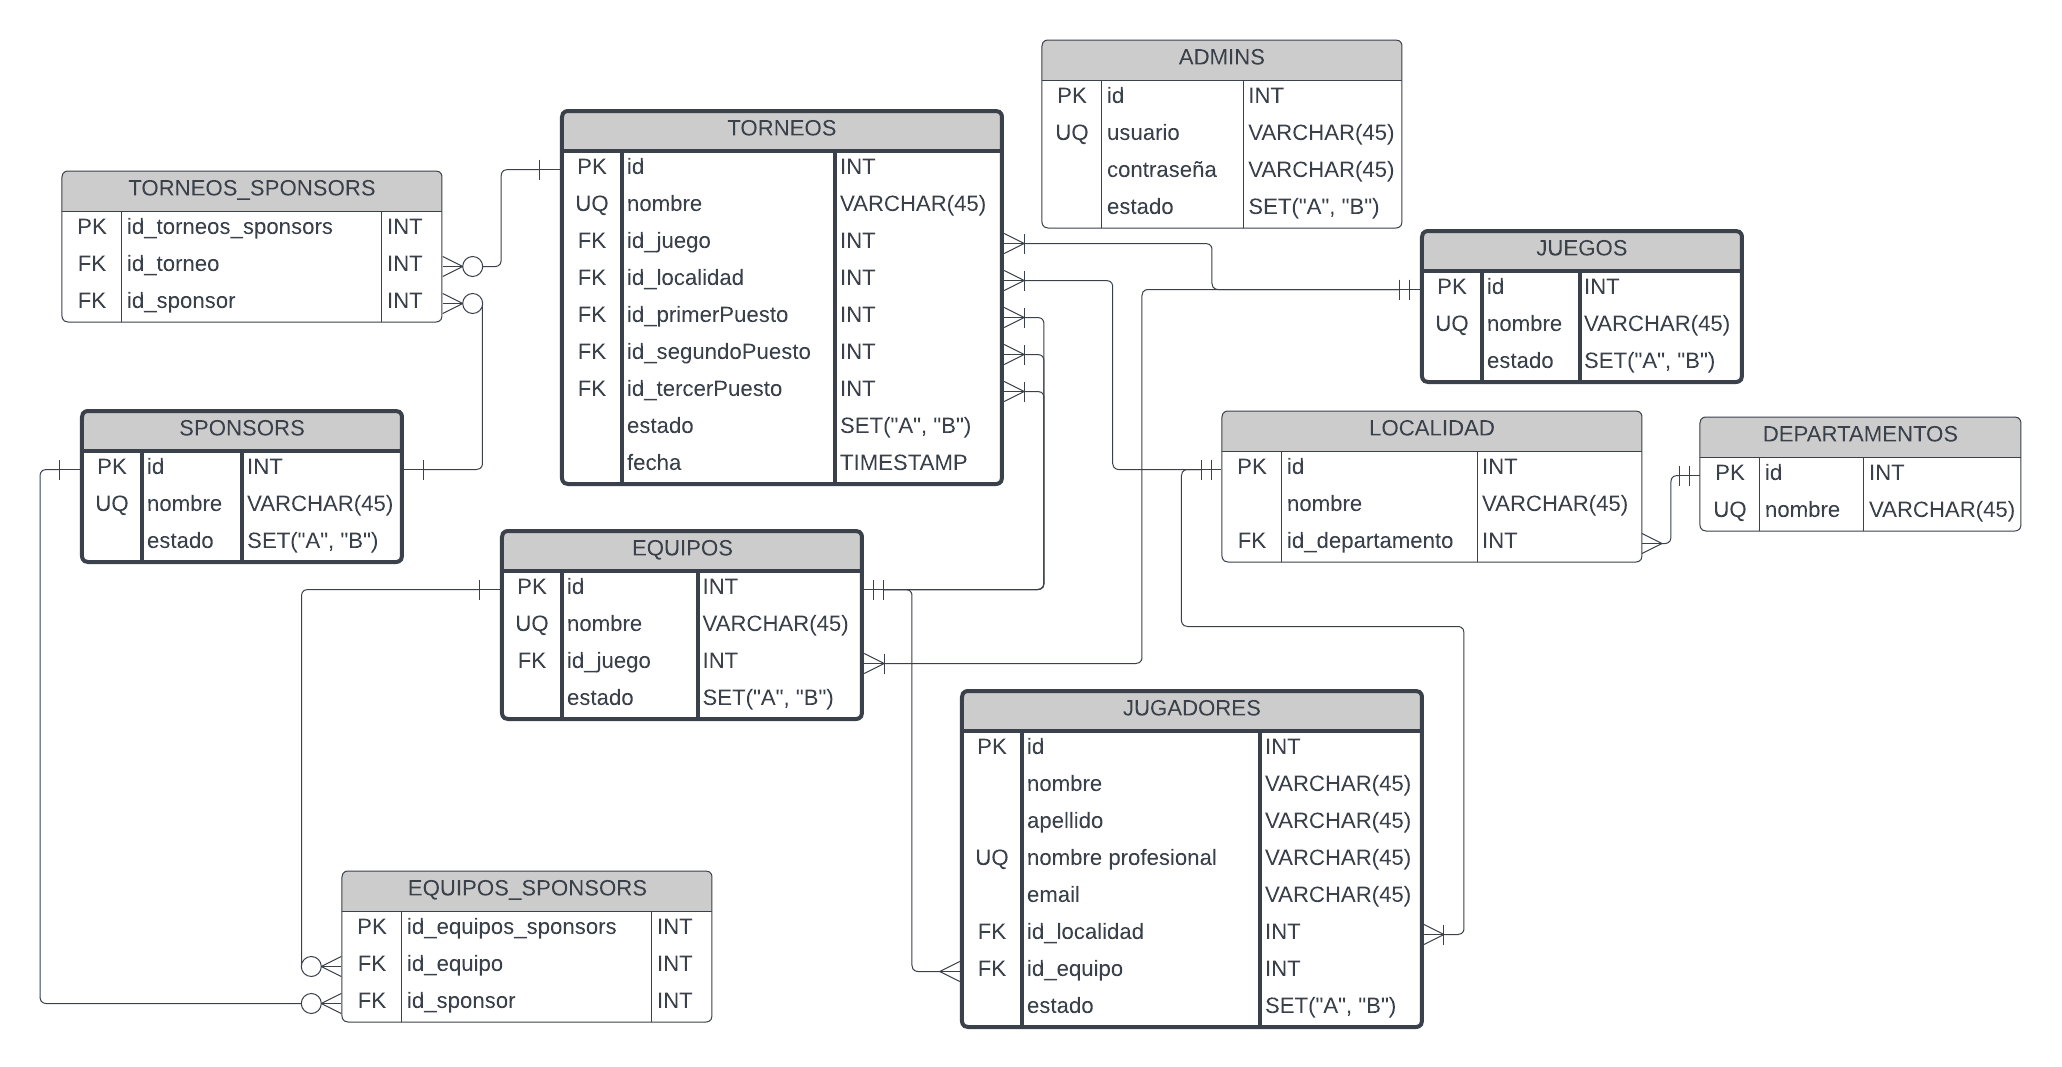 ADMINS
PK id INT
UQ usuario VARCHAR(45)
contraseña VARCHAR(45)
estado SET("A", "B")
TORNEOS
PK id INT
UQ nombre VARCHAR(45)
FK id_juego INT
FK id_localidad INT
FK id_primerPuesto INT
FK id_segundoPuesto INT
FK id_tercerPuesto INT
estado SET("A", "B")
fecha TIMESTAMP
TORNEOS_SPONSORS
PK id_torneos_sponsors INT
FK id_torneo INT
FK id_sponsor INT
JUEGOS
PK id INT
UQ nombre VARCHAR(45)
estado SET("A", "B")
SPONSORS
PK id INT
UQ nombre VARCHAR(45)
estado SET("A", "B")
LOCALIDAD
PK id INT
nombre VARCHAR(45)
FK id_departamento INT
DEPARTAMENTOS
PK id INT
UQ nombre VARCHAR(45)
EQUIPOS
PK id INT
UQ nombre VARCHAR(45)
FK id_juego INT
estado SET("A", "B")
JUGADORES
PK id INT
nombre VARCHAR(45)
apellido VARCHAR(45)
UQ nombre profesional VARCHAR(45)
email VARCHAR(45)
FK id_localidad INT
FK id_equipo INT
estado SET("A", "B")
EQUIPOS_SPONSORS
PK id_equipos_sponsors INT
FK id_equipo INT
FK id_sponsor INT